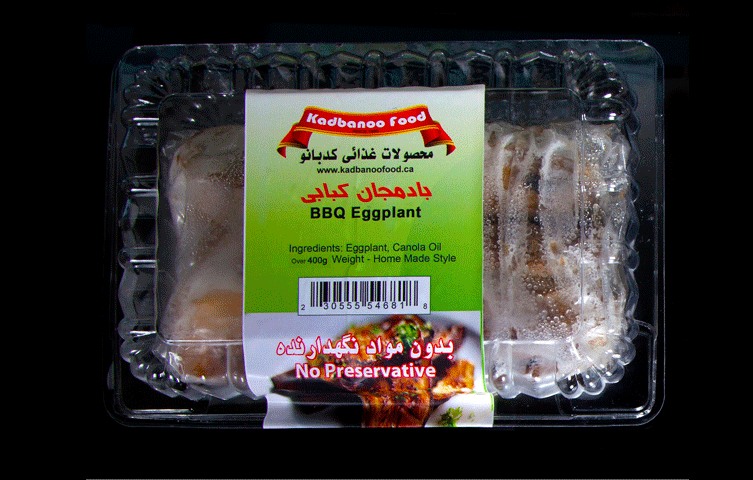 Kadbanoo Food
محصولات غذائی کدبانو
www.kadbanoofood.ca
بادمجان کبابی
BBQ Eggplant
Ingredients: Eggplant, Canola Oil
Over 400g Weight - Home Made Style
2 30555 54681 8
بدون مواد نگهدارنده
No Preservative